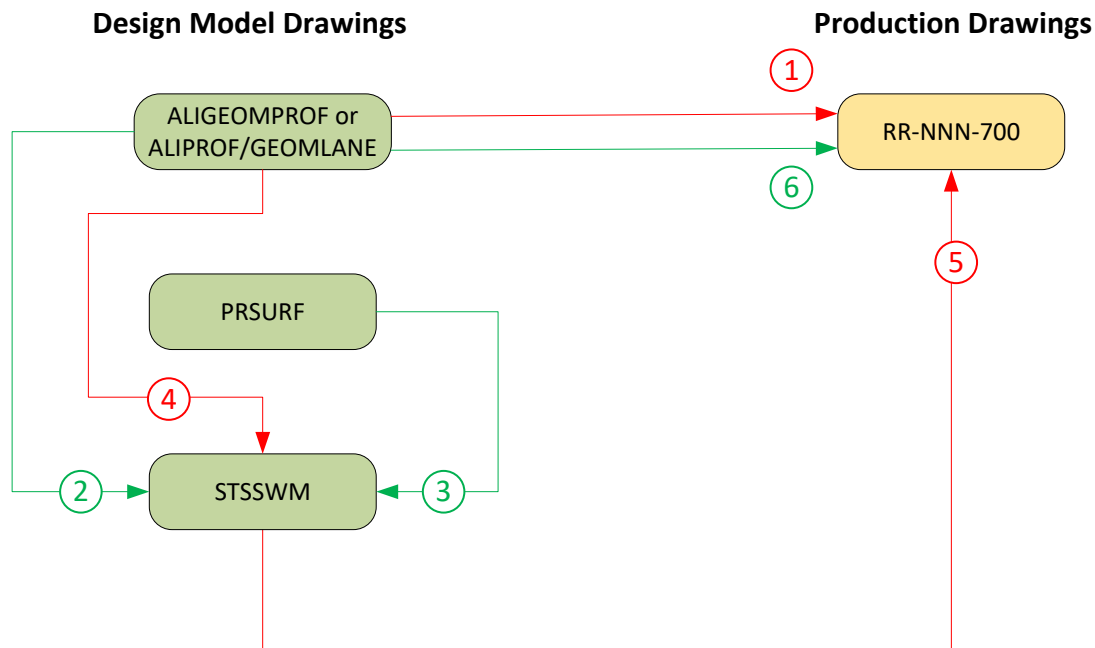 Design Model Drawings
Production Drawings
1
ALIGEOMPROF or
ALIPROF/GEOMLANE
RR-NNN-700
6
5
PRSURF
4
STSSWM
2
3